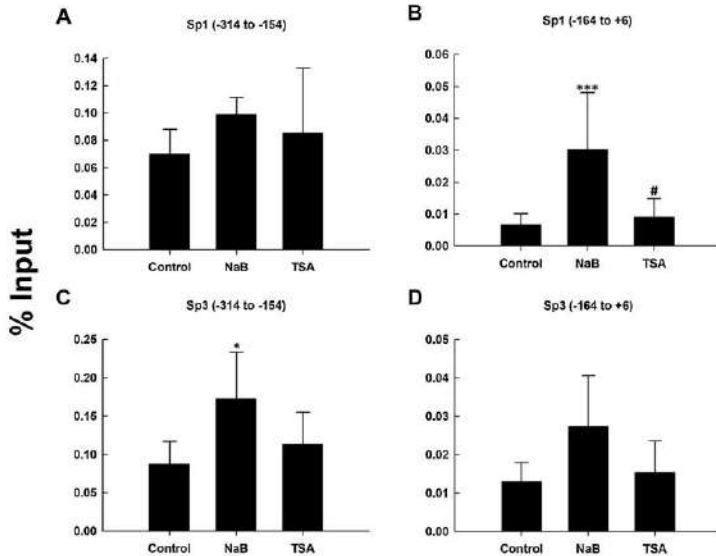 % Input
A
Sp1 (-314 to -154)
0.14
0.12
0.10
0.08
0.06
0.04
0.02
0.00
Control NaB TSA
B
Sp1 (-164 to +6)
0.06
0.05
0.04
0.03
0.02
0.01
0.00
***
#
Control NaB TSA
C
Sp3 (-314 to -154)
0.25
0.20
0.15
0.10
0.05
0.00
*
Control NaB TSA
D
Sp3 (-164 to +6)
0.05
0.04
0.03
0.02
0.01
0.00
Control NaB TSA